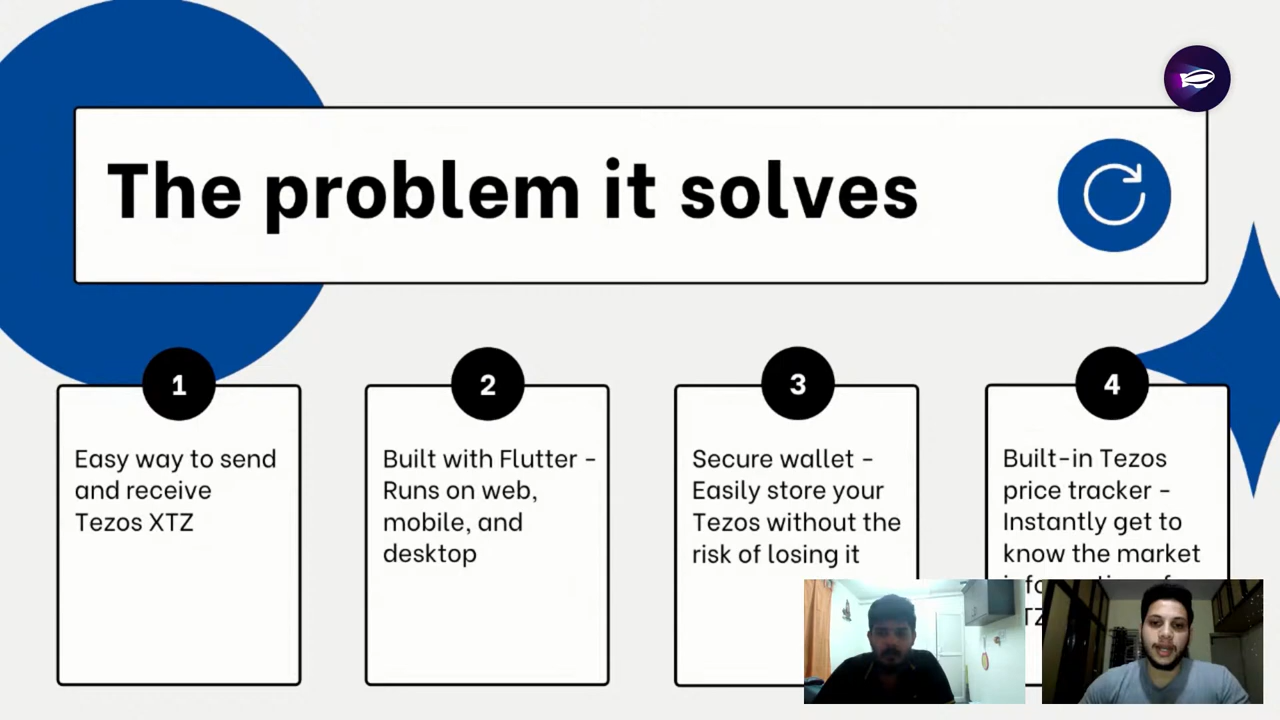 The problem it solves
1
Easy way to send
and receive
Tezos XTZ
2
Built with Flutter -
Runs on web,
mobile, and
desktop
3
Secure wallet -
Easily store your
Tezos without the
risk of losing it
4
Built-in Tezos
price tracker -
Instantly get to
know the market